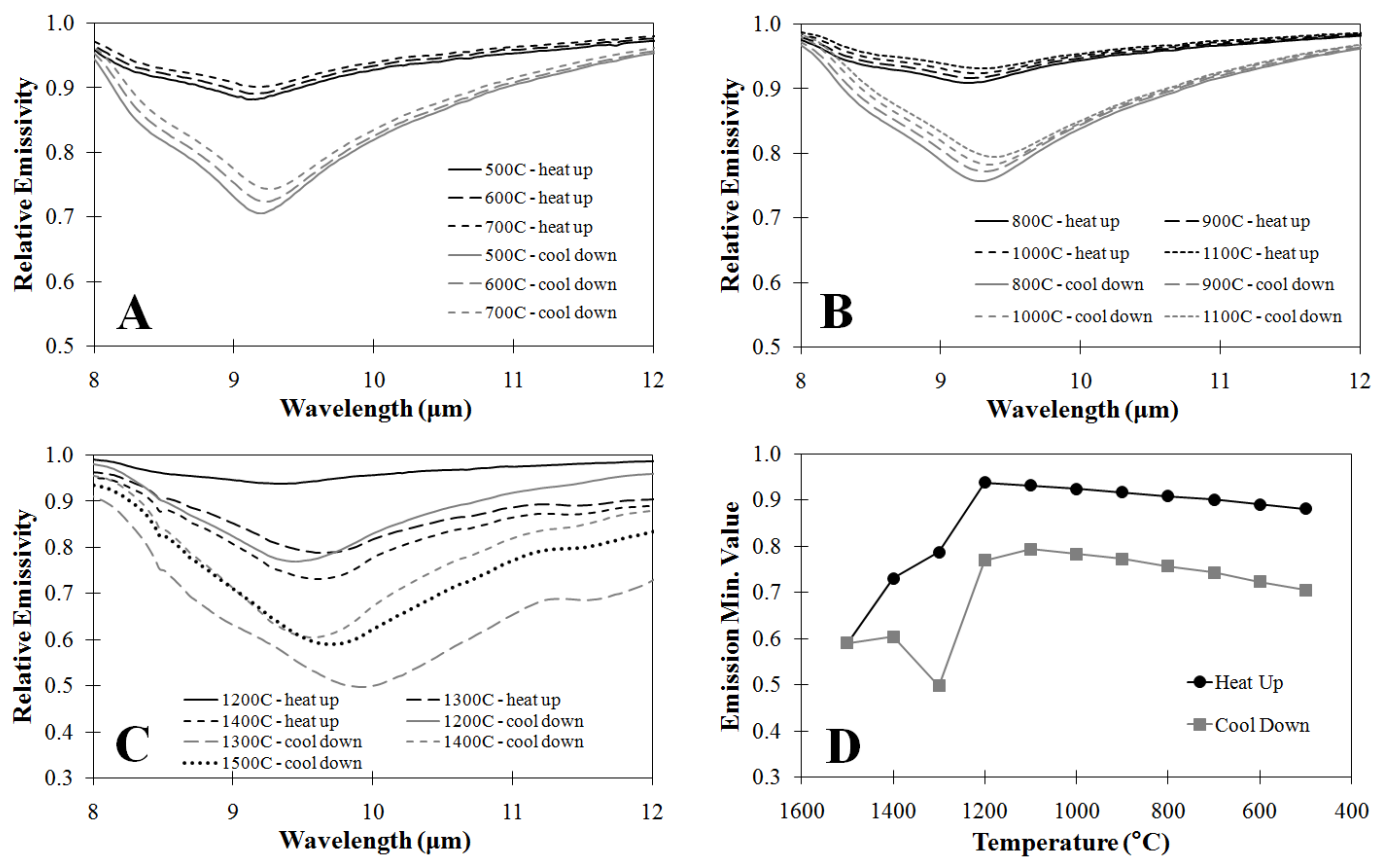 1.0
0.9
0.8
0.7
0.6
0.5
Relative Emissivity
500C - heat up
600C - heat up
700C - heat up
500C - cool down
600C - cool down
700C - cool down
A
8 9 10 11 12
Wavelength (µm)
1.0
0.9
0.8
0.7
0.6
0.5
Relative Emissivity
800C - heat up 900C - heat up
1000C - heat up 1100C - heat up
800C - cool down 900C - cool down
1000C - cool down 1100C - cool down
B
8 9 10 11 12
Wavelength (µm)
1.0
0.9
0.8
0.7
0.6
0.5
0.4
0.3
Relative Emissivity
1200C - heat up 1300C - heat up
1400C - heat up 1200C - cool down
1300C - cool down 1400C - cool down
1500C - cool down
C
8 9 10 11 12
Wavelength (µm)
1.0
0.9
0.8
0.7
0.6
0.5
0.4
0.3
Emission Min. Value
Heat Up
Cool Down
D
1600 1400 1200 1000 800 600 400
Temperature (°C)